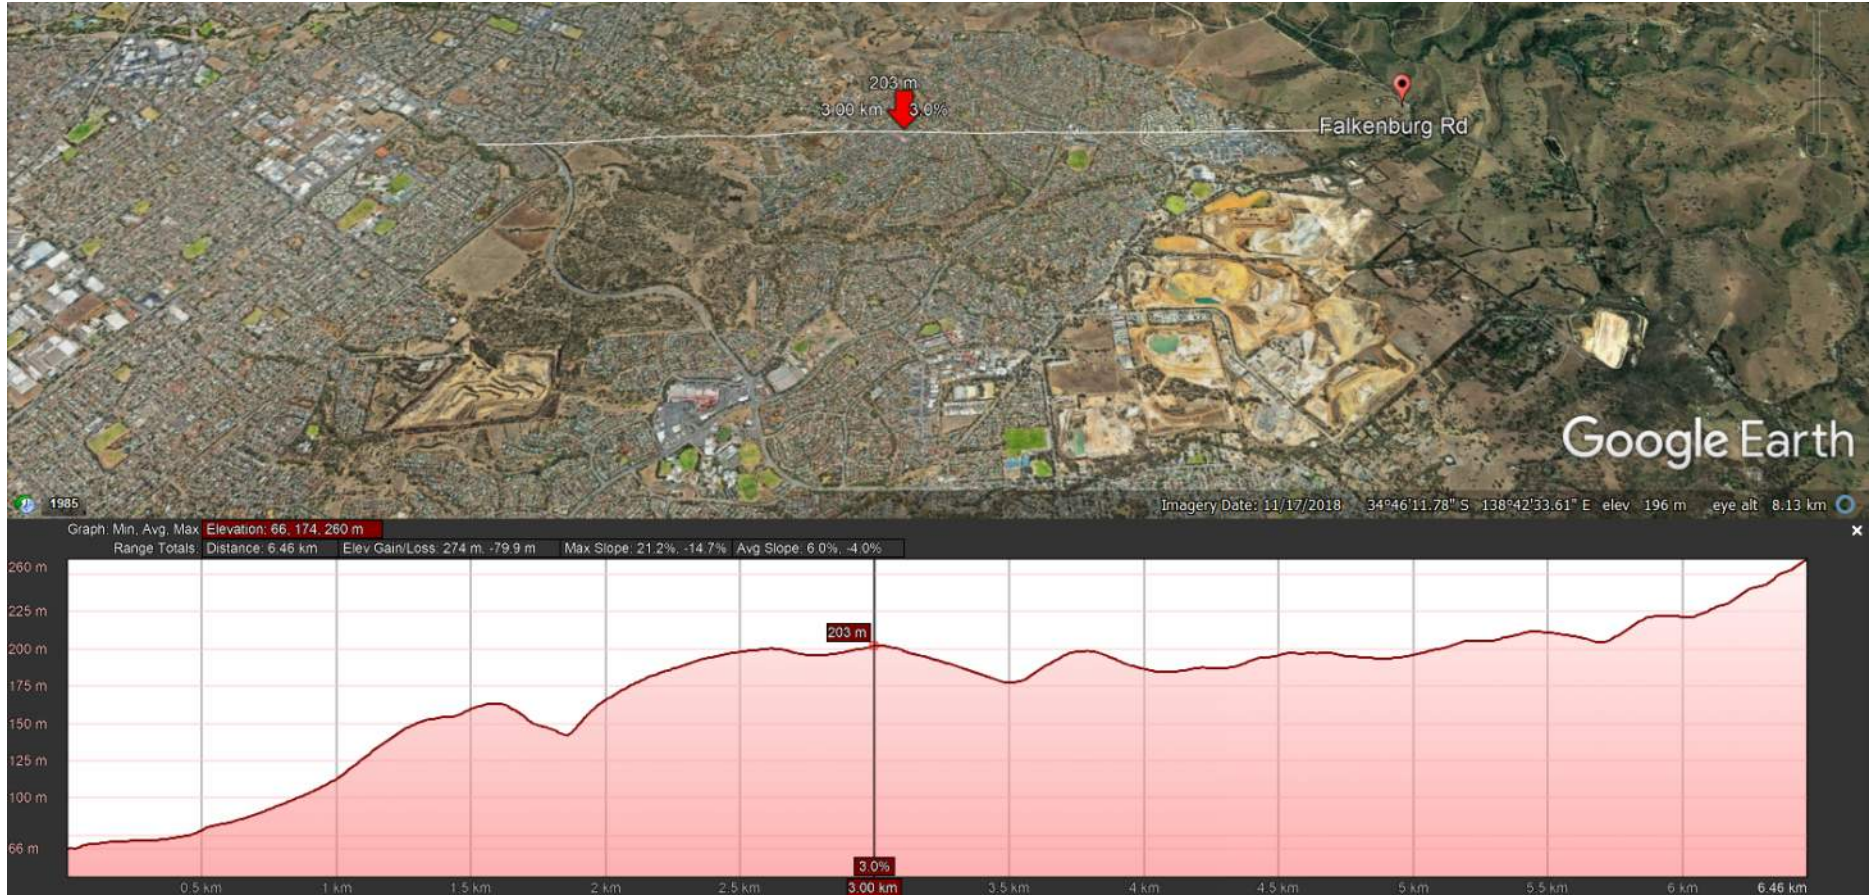 203 m
3.00 km 3.0%
Falkenburg Rd
Google Earth
1985
Imagery Date: 11/17/2018 34°46'11.78" S 138°42'33.61" E elev 196 m eye alt 8.13 km
Graph: Min, Avg, Max Elevation: 66, 174, 260 m
Range Totals: Distance: 6.46 km Elev Gain/Loss: 274 m, -79.9 m Max Slope: 21.2%, -14.7% Avg Slope: 6.0%, -4.0%
260 m
225 m
203 m
200 m
175 m
150 m
125 m
100 m
66 m
3.0%
0.5 km 1 km 1.5 km 2 km 2.5 km 3.00 km 3.5 km 4 km 4.5 km 5 km 5.5 km 6 km 6.46 km